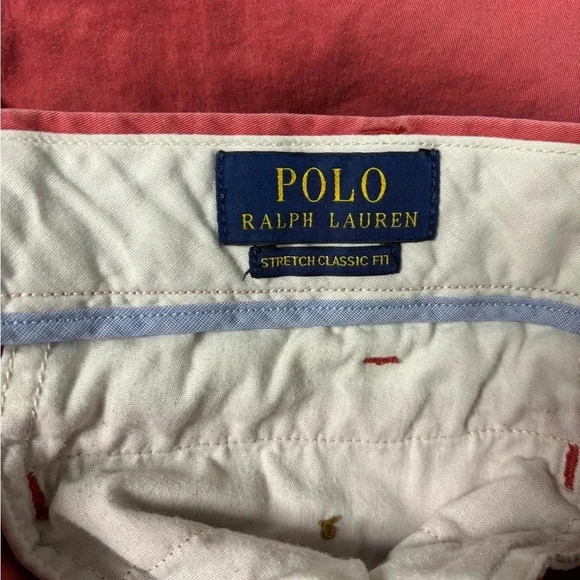 POLO
RALPH LAUREN
STRETCH CLASSIC FIT